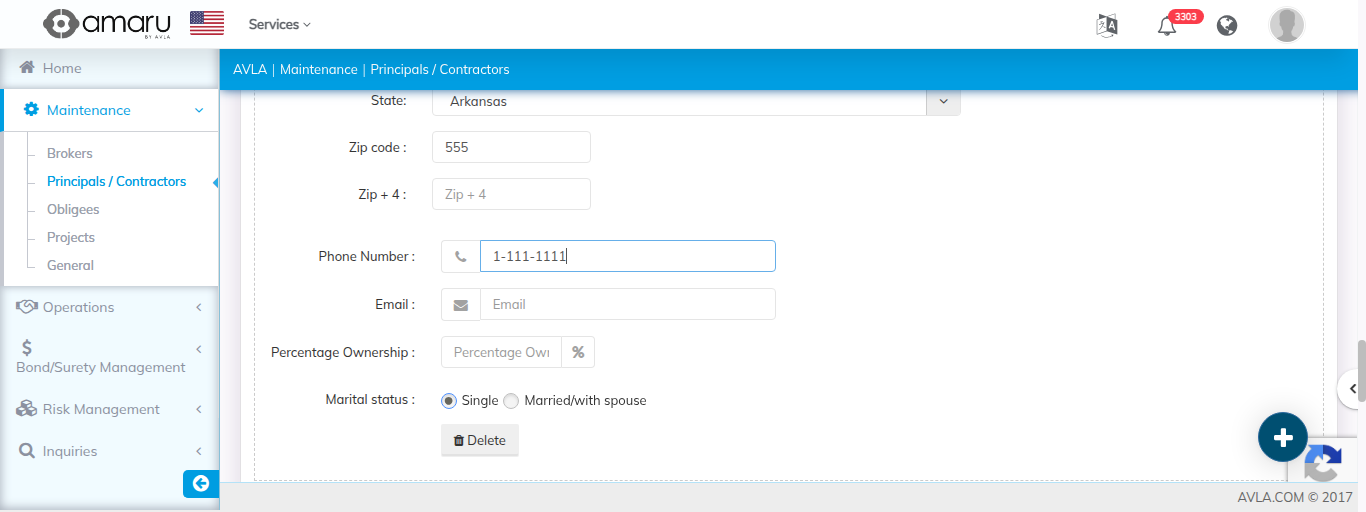 amaru
BY AVLA
Services
3303
Home
Maintenance
Brokers
Principals / Contractors
Obligees
Projects
General
Operations
$
Bond/Surety Management
Risk Management
Inquiries
AVLA | Maintenance | Principals / Contractors
State: Arkansas
Zip code : 555
Zip + 4 : Zip + 4
Phone Number : 1-111-1111
Email : Email
Percentage Ownership : Percentage Own %
Marital status : Single Married/with spouse
Delete
AVLA.COM © 2017